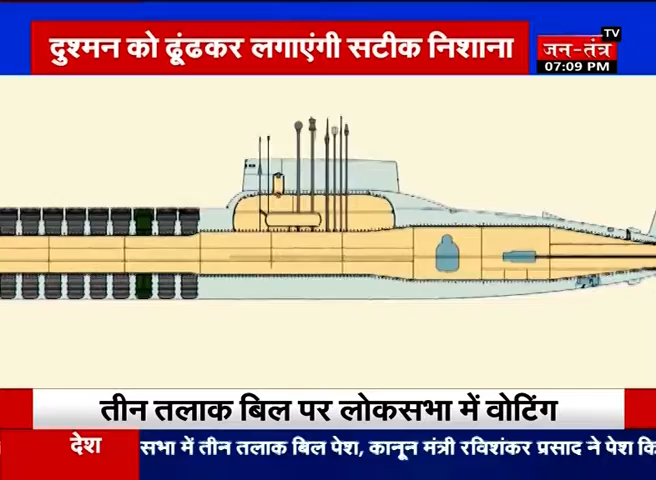 दुश्मन को ढूंढकर लगाएंगी सटीक निशाना
TV
जन-तंत्र
07:09 PM
तीन तलाक बिल पर लोकसभा में वोटिंग
देश
सभा में तीन तलाक बिल पेश, कानून मंत्री रविशंकर प्रसाद ने पेश कि